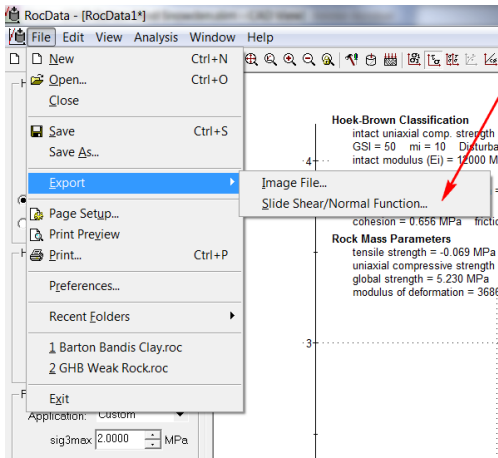 RocData - [RocData1*]
File Edit View Analysis Window Help
New Ctrl+N
Open... Ctrl+O
Close
Save Ctrl+S
Save As...
Export
Image File...
Slide Shear/Normal Function...
Page Setup...
Print Preview
Print... Ctrl+P
Preferences...
Recent Folders
1 Barton Bandis Clay.roc
2 GHB Weak Rock.roc
Exit
Application: Custom
sig3max 2.0000 MPa
Hoek-Brown Classification
intact uniaxial comp. strength
GSI = 50 mi = 10 Disturba
intact modulus (Ei) = 12000 M
cohesion = 0.656 MPa frictio
Rock Mass Parameters
tensile strength = -0.069 MPa
uniaxial compressive strength
global strength = 5.230 MPa
modulus of deformation = 3686
4
3